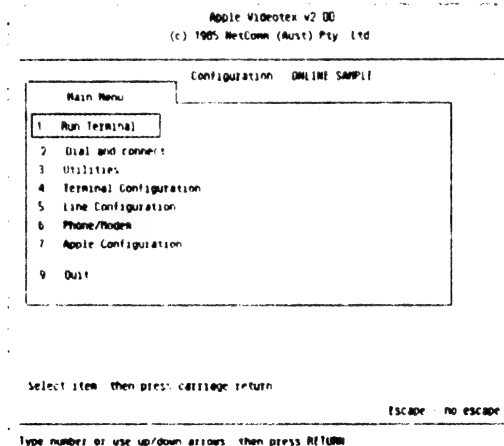 Apple Videotex v2 00
(c) 1985 NetComm (Aust) Pty Ltd
Configuration ONLINE SAMPLE
Main Menu
1 Run Terminal
2 Dial and connect
3 Utilities
4 Terminal Configuration
5 Line Configuration
6 Phone/Modem
7 Apple Configuration
9 Quit
Select item then press carriage return
Escape - no escape
Type number or use up/down arrows then press RETURN